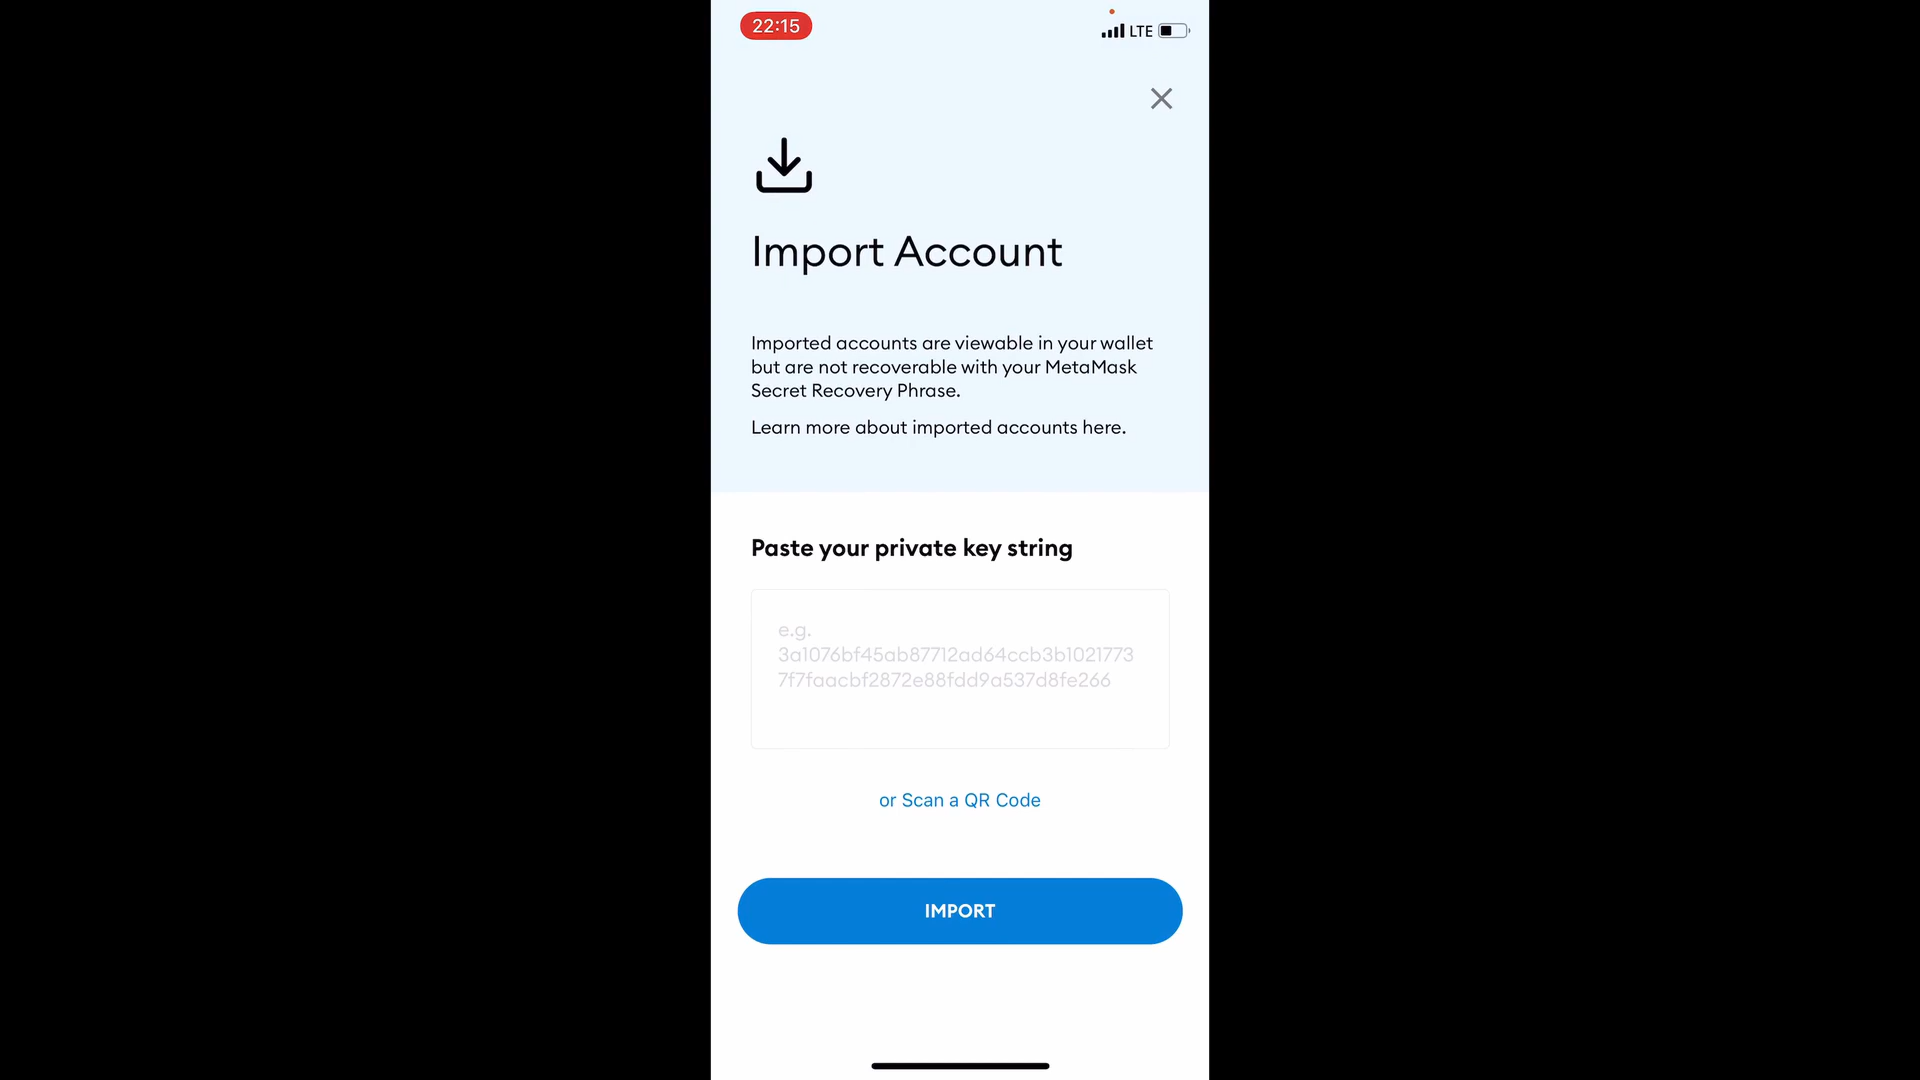 22:15
LTE
Import Account
Imported accounts are viewable in your wallet
but are not recoverable with your MetaMask
Secret Recovery Phrase.
Learn more about imported accounts here.
Paste your private key string
e.g.
3a1076bf45ab87712ad64ccb3b1021773
7f7faacbf2872e88fdd9a537d8fe266
or Scan a QR Code
IMPORT